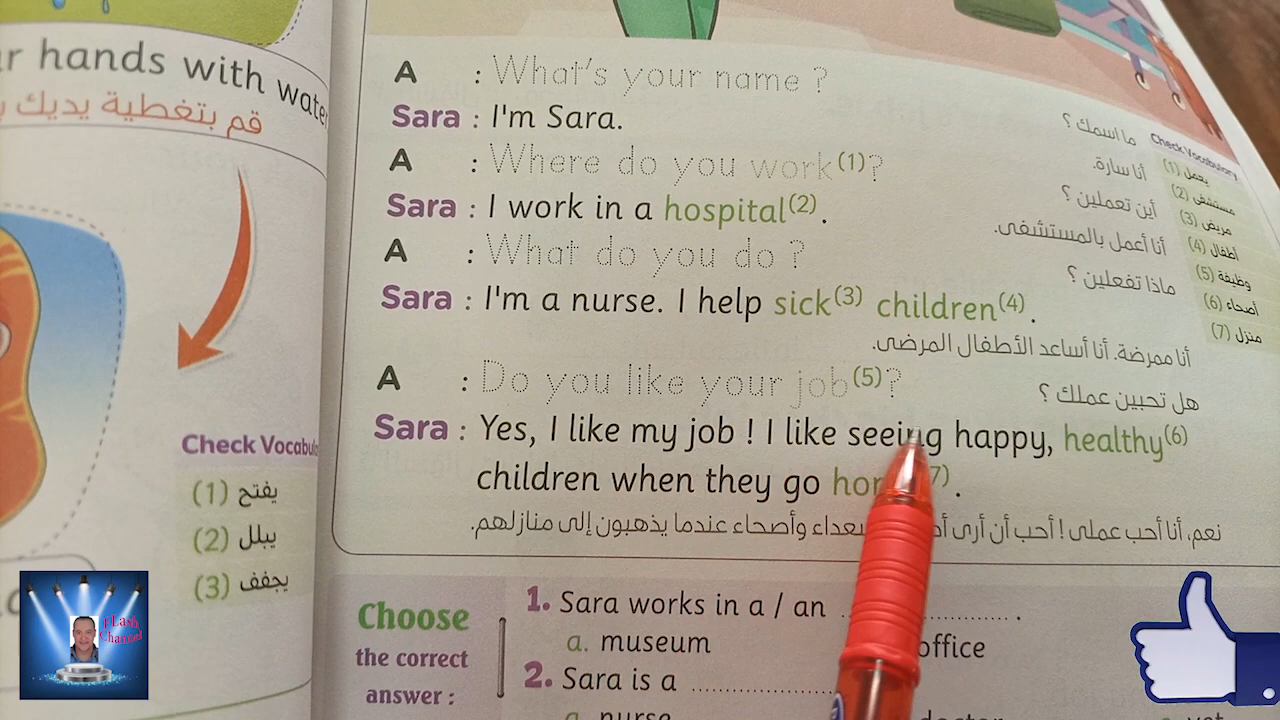 hands with
قم بتغطية يديك
Check
(1) يفتح
(2) يبلل
(3) يجفف
A : What's your name ?
ما اسمك ؟
Sara : I'm Sara.
أنا سارة.
A : Where do you work(1)?
أين تعملين ؟
Sara : I work in a hospital(2).
أنا أعمل بالمستشفى.
A : What do you do ?
ماذا تفعلين ؟
Sara : I'm a nurse. I help sick(3) children(4).
أنا ممرضة. أنا أساعد الأطفال المرضى.
A : Do you like your job(5)?
هل تحبين عملك ؟
Sara : Yes, I like my job ! I like seeing happy, healthy(6)
children when they go
نعم، أنا أحب عملى ! أحب أن أرى وأصحاء عندما يذهبون إلى منازلهم.
Check Vocabulary
(1) يعمل
(2) مستشفى
(3) مريض
(4) أطفال
(5) وظيفة
(6) أصحاء
(7) منزل
Choose
the correct
answer :
1. Sara works in a / an .
a. museum
office
2. Sara is a
a. nurse
doctor
vet
FLash
Channel